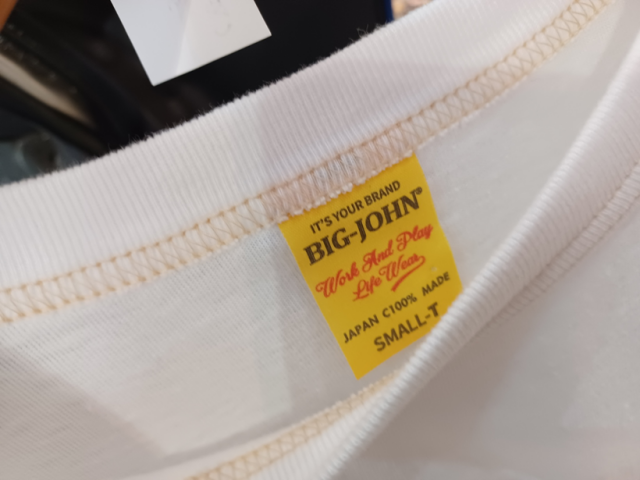 IT'S YOUR BRAND
BIG-JOHN®
Work And Play
Life Wear
JAPAN C100% MADE
SMALL-T